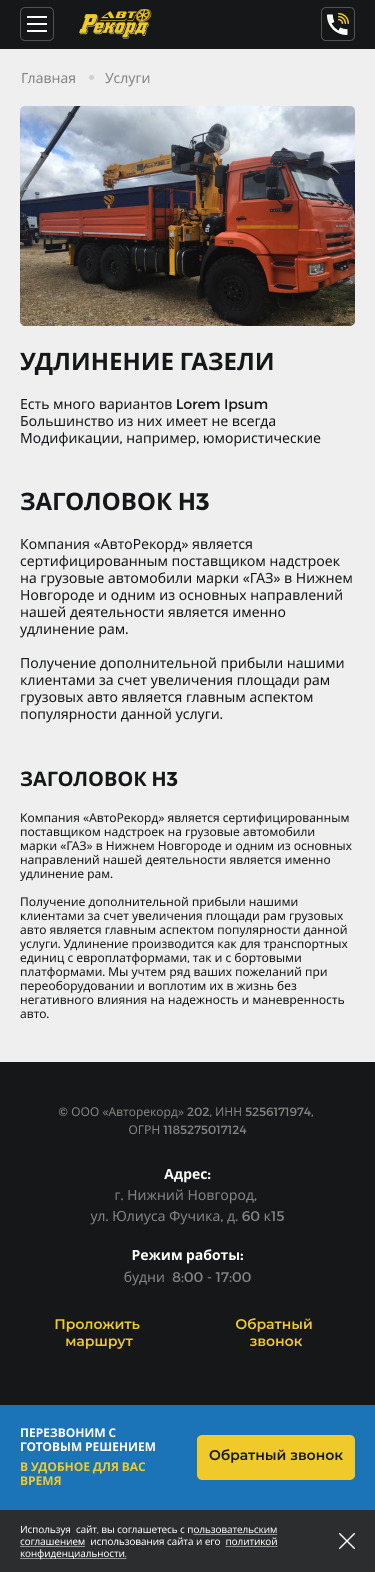 АВТО
Рекорд
Главная • Услуги
УДЛИНЕНИЕ ГАЗЕЛИ
Есть много вариантов Lorem Ipsum
Большинство из них имеет не всегда
Модификации, например, юмористические
ЗАГОЛОВОК H3
Компания «АвтоРекорд» является
сертифицированным поставщиком надстроек
на грузовые автомобили марки «ГАЗ» в Нижнем
Новгороде и одним из основных направлений
нашей деятельности является именно
удлинение рам.
Получение дополнительной прибыли нашими
клиентами за счет увеличения площади рам
грузовых авто является главным аспектом
популярности данной услуги.
ЗАГОЛОВОК H3
Компания «АвтоРекорд» является сертифицированным
поставщиком надстроек на грузовые автомобили
марки «ГАЗ» в Нижнем Новгороде и одним из основных
направлений нашей деятельности является именно
удлинение рам.
Получение дополнительной прибыли нашими
клиентами за счет увеличения площади рам грузовых
авто является главным аспектом популярности данной
услуги. Удлинение производится как для транспортных
единиц с европлатформами, так и с бортовыми
платформами. Мы учтем ряд ваших пожеланий при
переоборудовании и воплотим их в жизнь без
негативного влияния на надежность и маневренность
авто.
© ООО «Авторекорд» 202, ИНН 5256171974,
ОГРН 1185275017124
Адрес:
г. Нижний Новгород,
ул. Юлиуса Фучика, д. 60 к15
Режим работы:
будни 8:00 - 17:00
Проложить
маршрут
Обратный
звонок
ПЕРЕЗВОНИМ С
ГОТОВЫМ РЕШЕНИЕМ
В УДОБНОЕ ДЛЯ ВАС
ВРЕМЯ
Обратный звонок
Используя сайт, вы соглашетесь с пользовательским
соглашением использования сайта и его политикой
конфиденциальности.